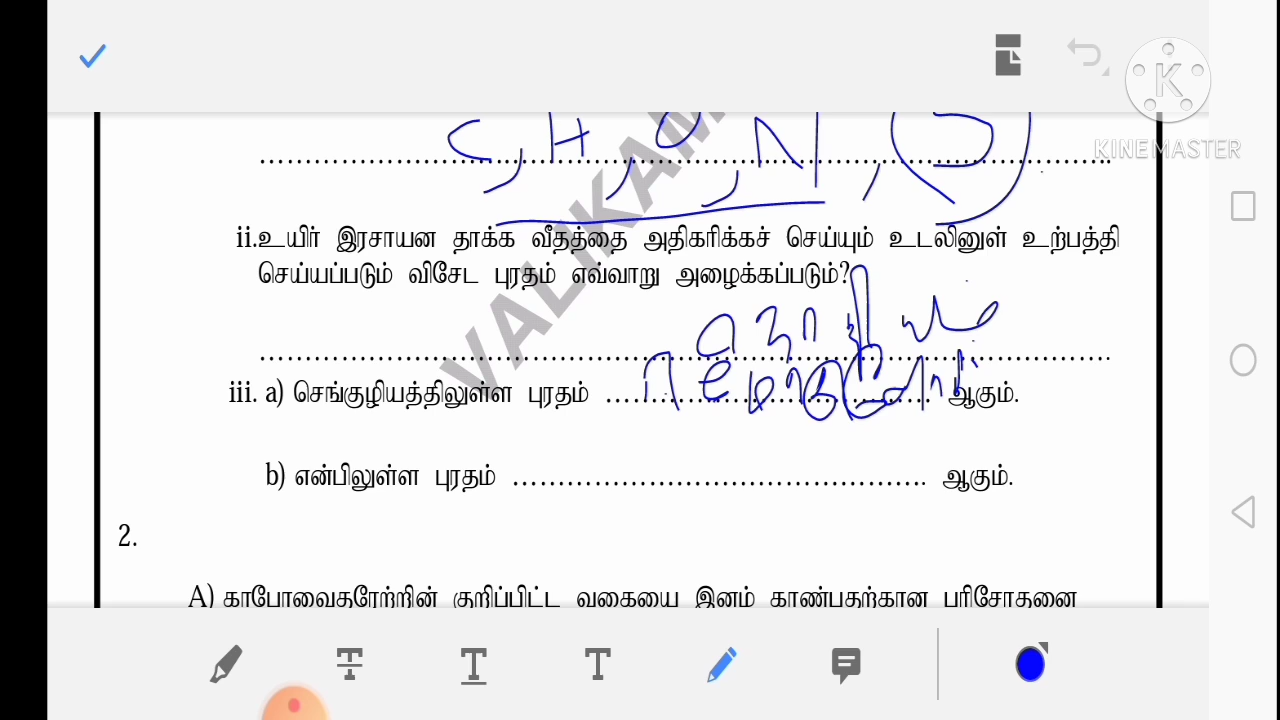 C, H, O, N, S
ii.உயிர் இரசாயன தாக்க வீதத்தை அதிகரிக்கச் செய்யும் உடலினுள் உற்பத்தி
செய்யப்படும் விசேட புரதம் எவ்வாறு அழைக்கப்படும்?
நொதியம்
iii. a) செங்குழியத்திலுள்ள புரதம் ....................................... ஆகும்.
b) என்பிலுள்ள புரதம் ............................................. ஆகும்.
2.
A) காபோவைதரேற்றின் குறிப்பிட்ட வகையை இனம் காண்பதற்கான பரிசோதனை
VALIKAM
KINEMASTER